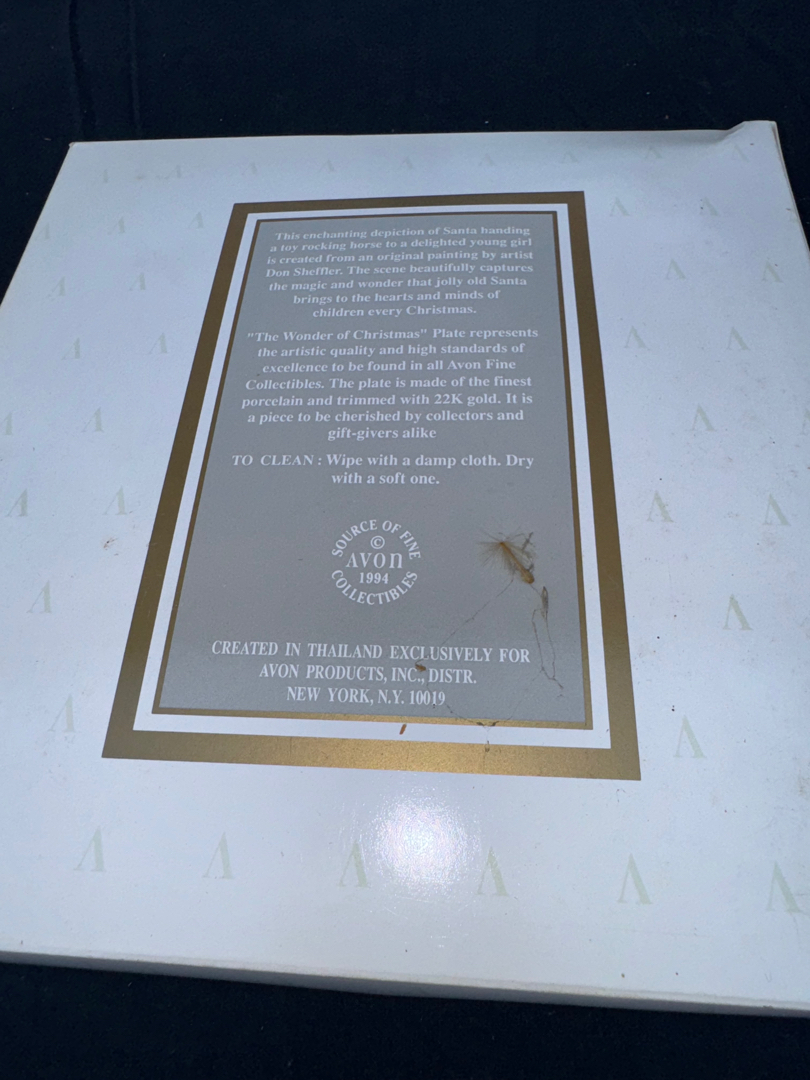 This enchanting depiction of Santa handing
a toy rocking horse to a delighted young girl
is created from an original painting by artist
Don Sheffler. The scene beautifully captures
the magic and wonder that jolly old Santa
brings to the hearts and minds of
children every Christmas.
"The Wonder of Christmas" Plate represents
the artistic quality and high standards of
excellence to be found in all Avon Fine
Collectibles. The plate is made of the finest
porcelain and trimmed with 22K gold. It is
a piece to be cherished by collectors and
gift-givers alike
TO CLEAN : Wipe with a damp cloth. Dry
with a soft one.
SOURCE OF FINE
©
AVON
1994
COLLECTIBLES
CREATED IN THAILAND EXCLUSIVELY FOR
AVON PRODUCTS, INC., DISTR.
NEW YORK, N.Y. 10019